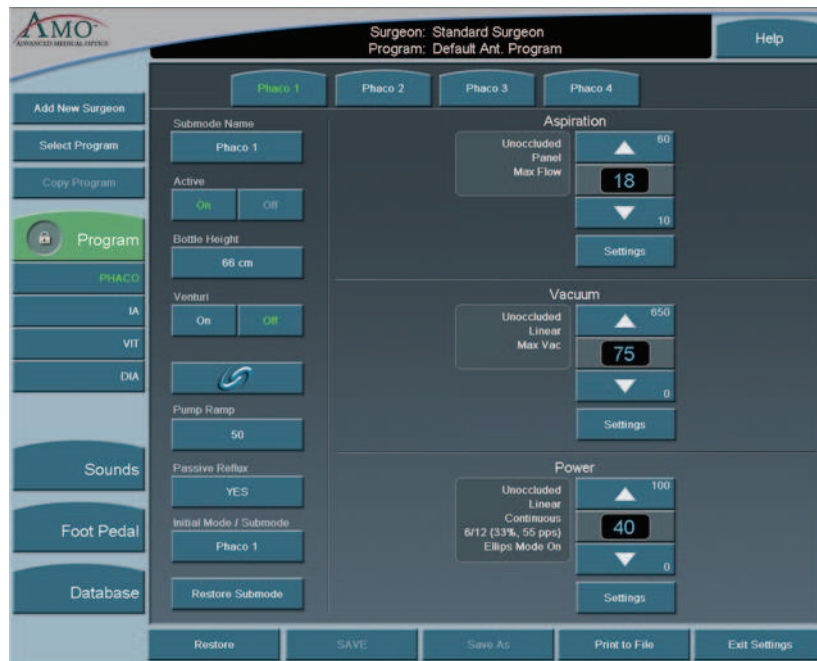 AMO
ADVANCED MEDICAL OPTICS
Surgeon: Standard Surgeon
Program: Default Ant. Program
Help
Add New Surgeon
Select Program
Copy Program
Program
PHACO
IA
VIT
DIA
Sounds
Foot Pedal
Database
Phaco 1
Phaco 2
Phaco 3
Phaco 4
Submode Name
Phaco 1
Active
On
Off
Bottle Height
66 cm
Venturi
On
Off
Pump Ramp
50
Passive Reflux
YES
Initial Mode / Submode
Phaco 1
Restore Submode
Aspiration
Unoccluded
Panel
Max Flow
60
18
10
Settings
Vacuum
Unoccluded
Linear
Max Vac
650
75
0
Settings
Power
Unoccluded
Linear
Continuous
6/12 (33%, 55 pps)
Ellips Mode On
100
40
0
Settings
Restore
SAVE
Save As
Print to File
Exit Settings